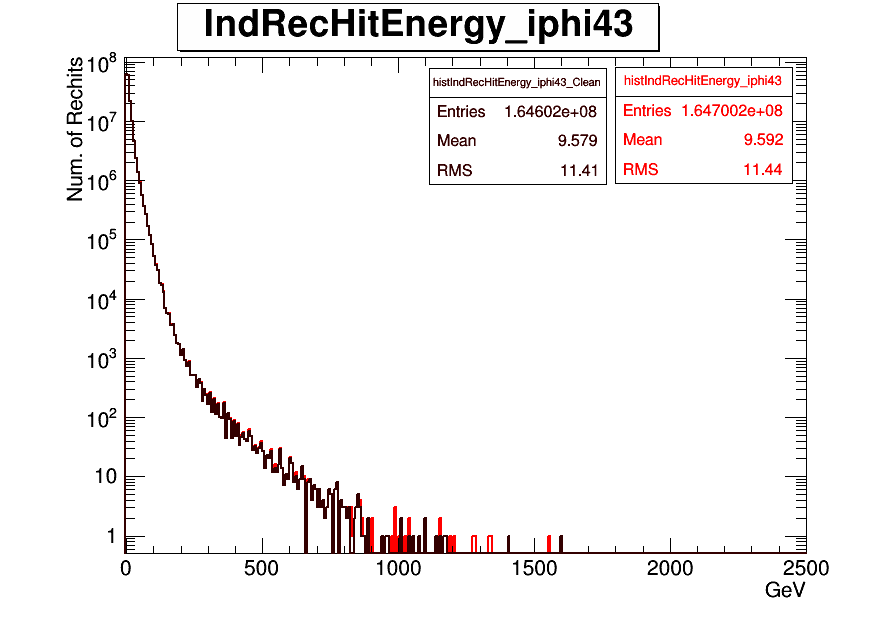 IndRecHitEnergy_iphi43
Num. of Rechits
histIndRecHitEnergy_iphi43_Clean
Entries 1.64602e+08
Mean 9.579
RMS 11.41
histIndRecHitEnergy_iphi43
Entries 1.647002e+08
Mean 9.592
RMS 11.44
10^8
10^7
10^6
10^5
10^4
10^3
10^2
10
1
0 500 1000 1500 2000 2500
GeV